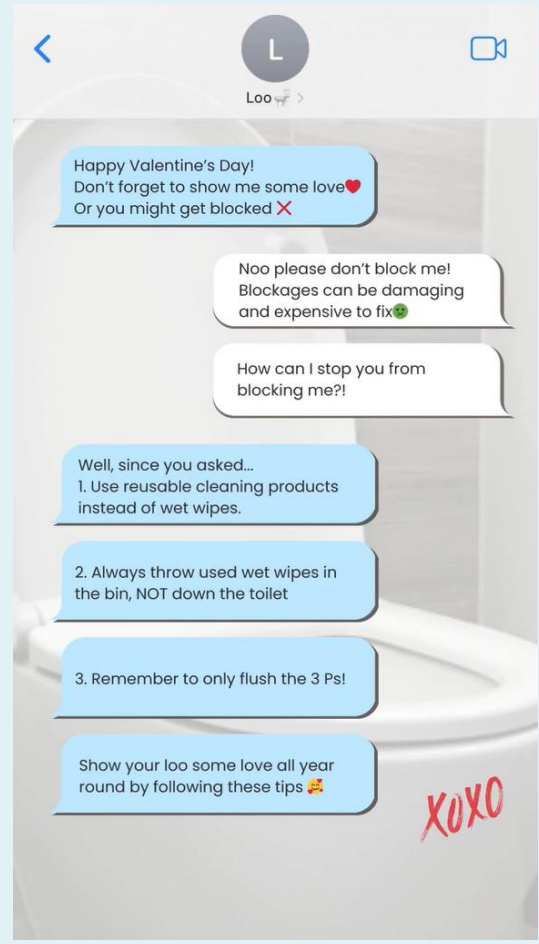 L
Loo🚽 >
Happy Valentine's Day!
Don't forget to show me some love❤️
Or you might get blocked ❌
Noo please don't block me!
Blockages can be damaging
and expensive to fix🤢
How can I stop you from
blocking me?!
Well, since you asked...
1. Use reusable cleaning products
instead of wet wipes.
2. Always throw used wet wipes in
the bin, NOT down the toilet
3. Remember to only flush the 3 Ps!
Show your loo some love all year
round by following these tips 🥰
XOXO